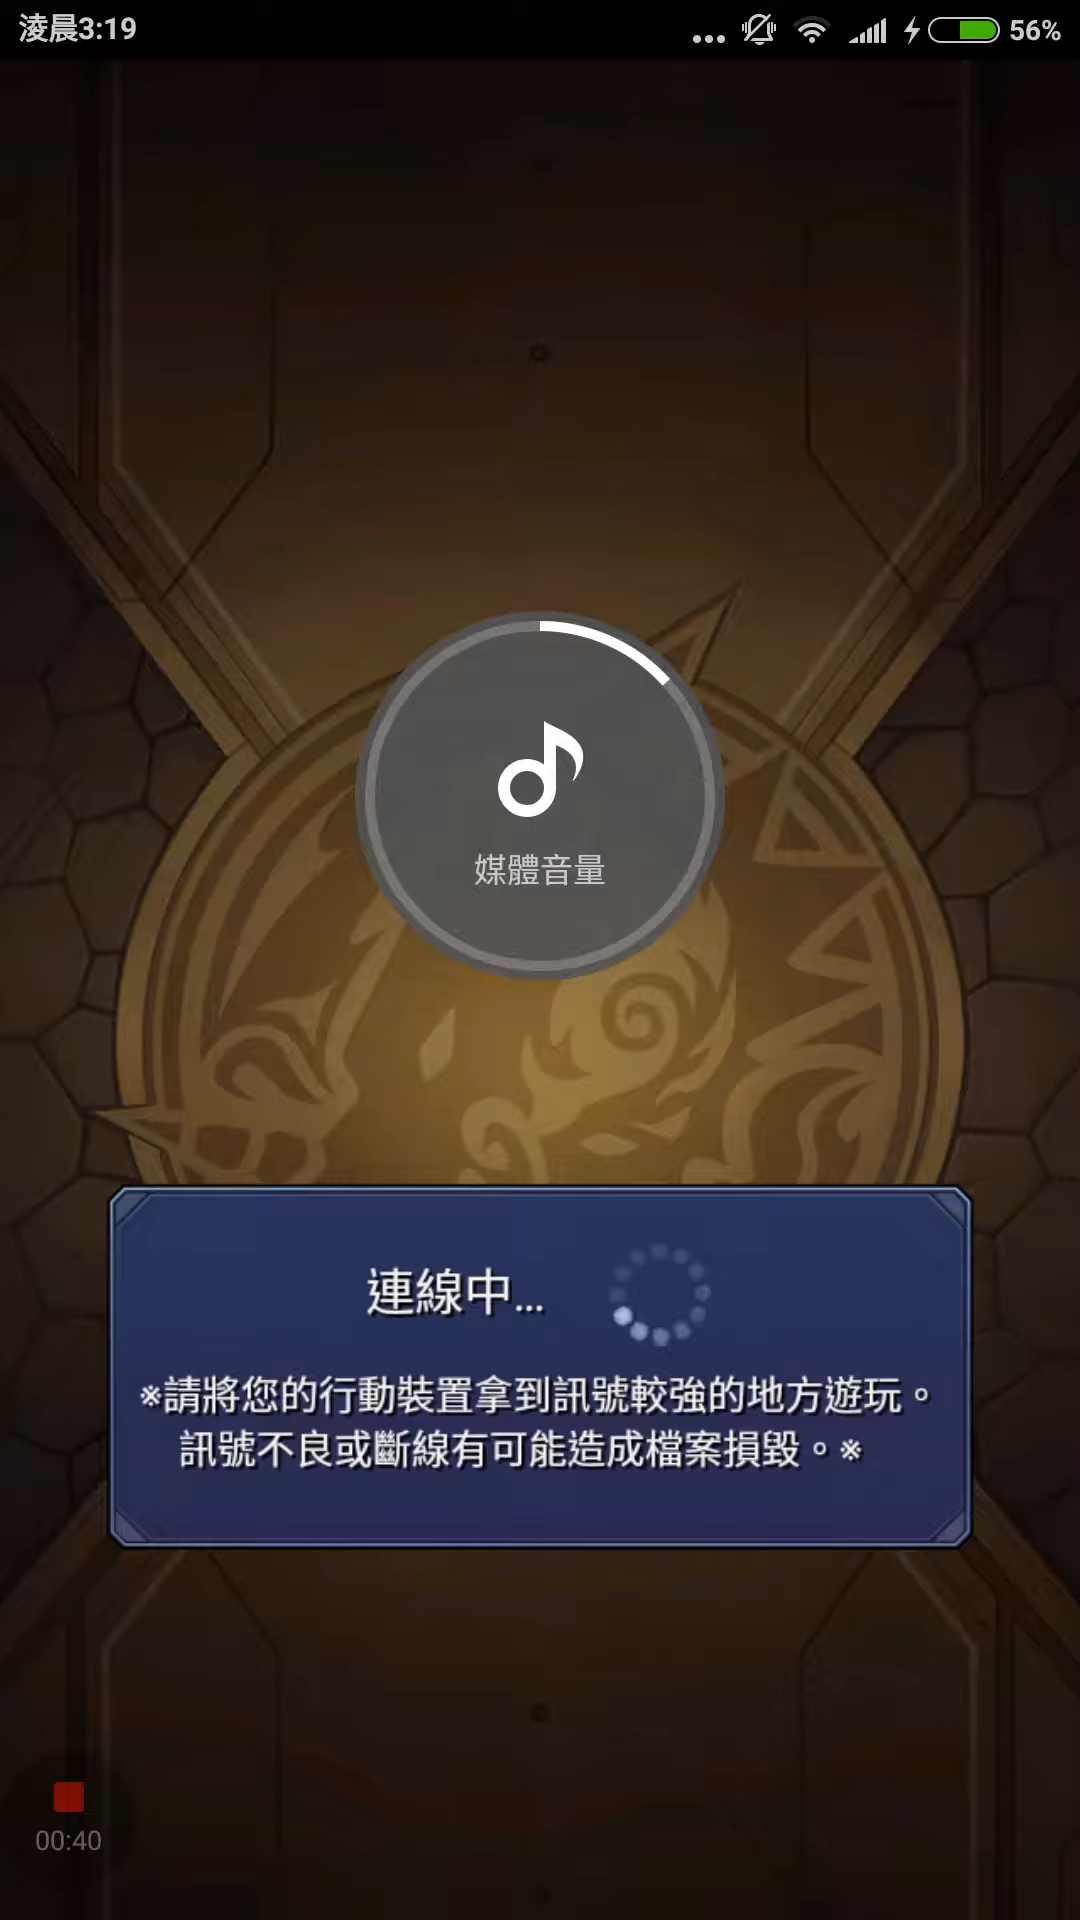 凌晨3:19
56%
媒體音量
連線中...
※請將您的行動裝置拿到訊號較強的地方遊玩。
訊號不良或斷線有可能造成檔案損毀。※
00:40